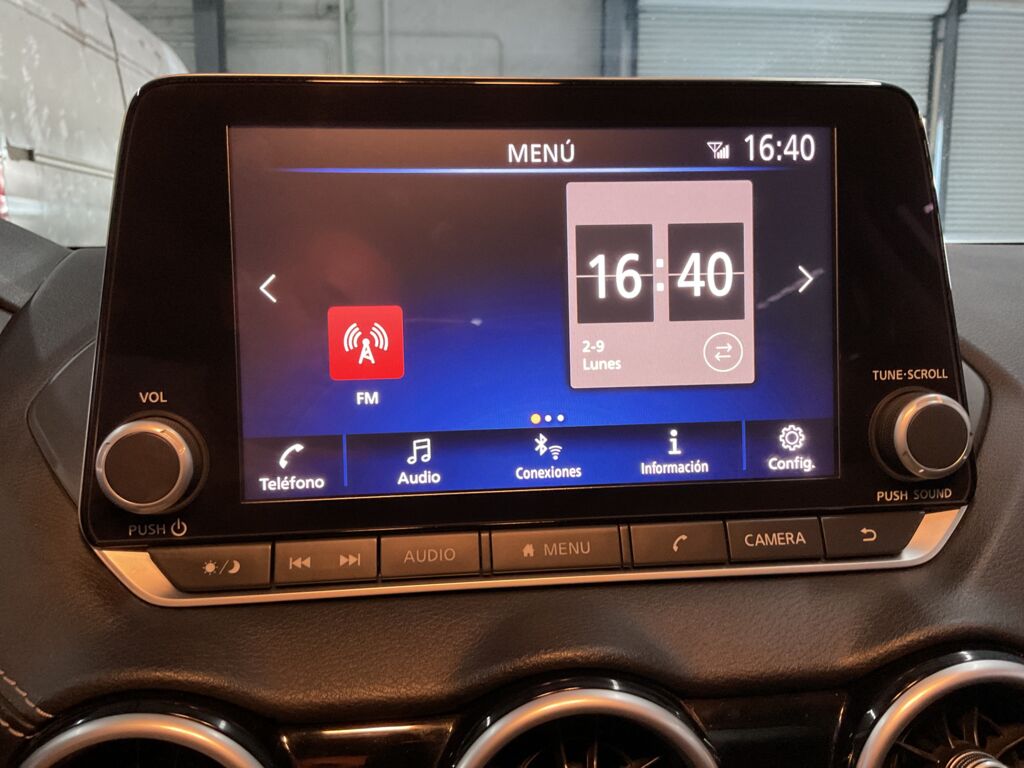 MENÚ
16:40
16:40
2-9
Lunes
FM
Teléfono
Audio
Conexiones
Información
Config.
VOL
PUSH
TUNE·SCROLL
PUSH SOUND
AUDIO
MENU
CAMERA